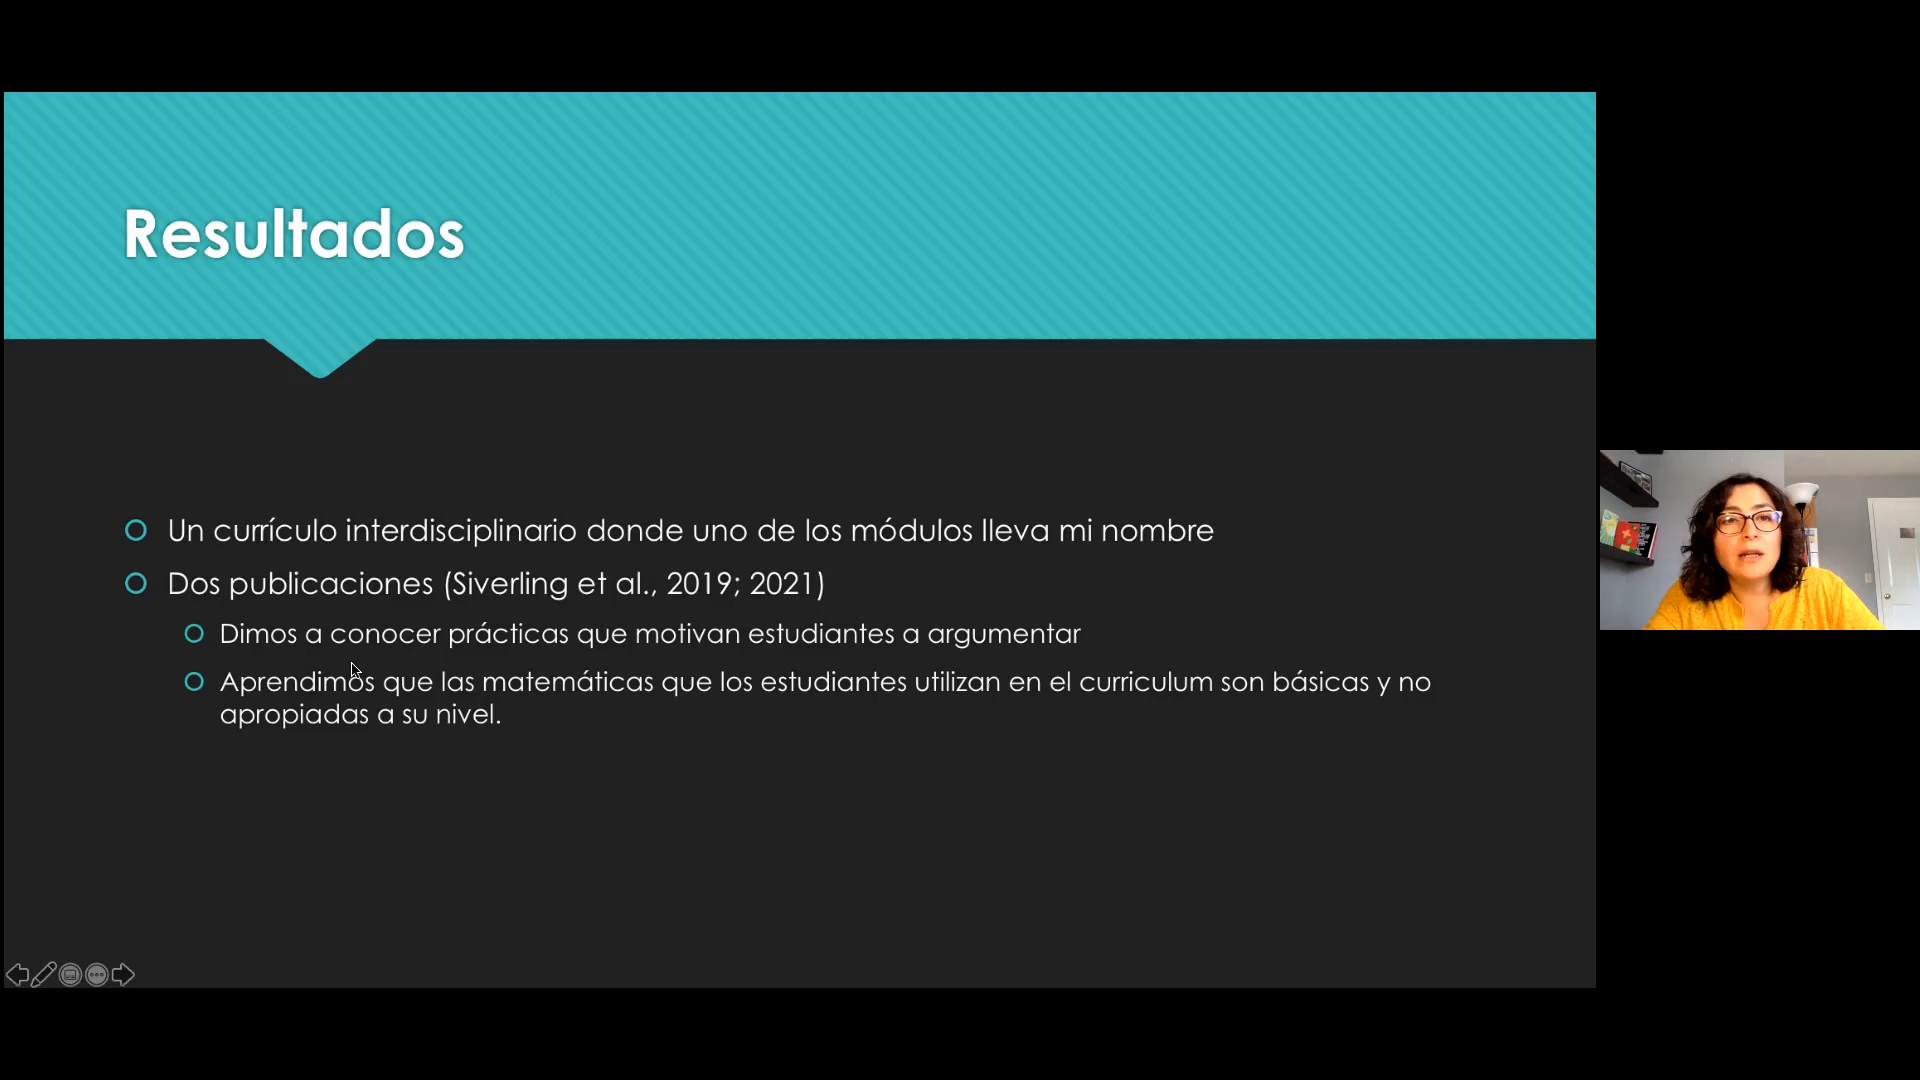 Resultados
Un currículo interdisciplinario donde uno de los módulos lleva mi nombre
Dos publicaciones (Siverling et al., 2019; 2021)
Dimos a conocer prácticas que motivan estudiantes a argumentar
Aprendimos que las matemáticas que los estudiantes utilizan en el curriculum son básicas y no
apropiadas a su nivel.